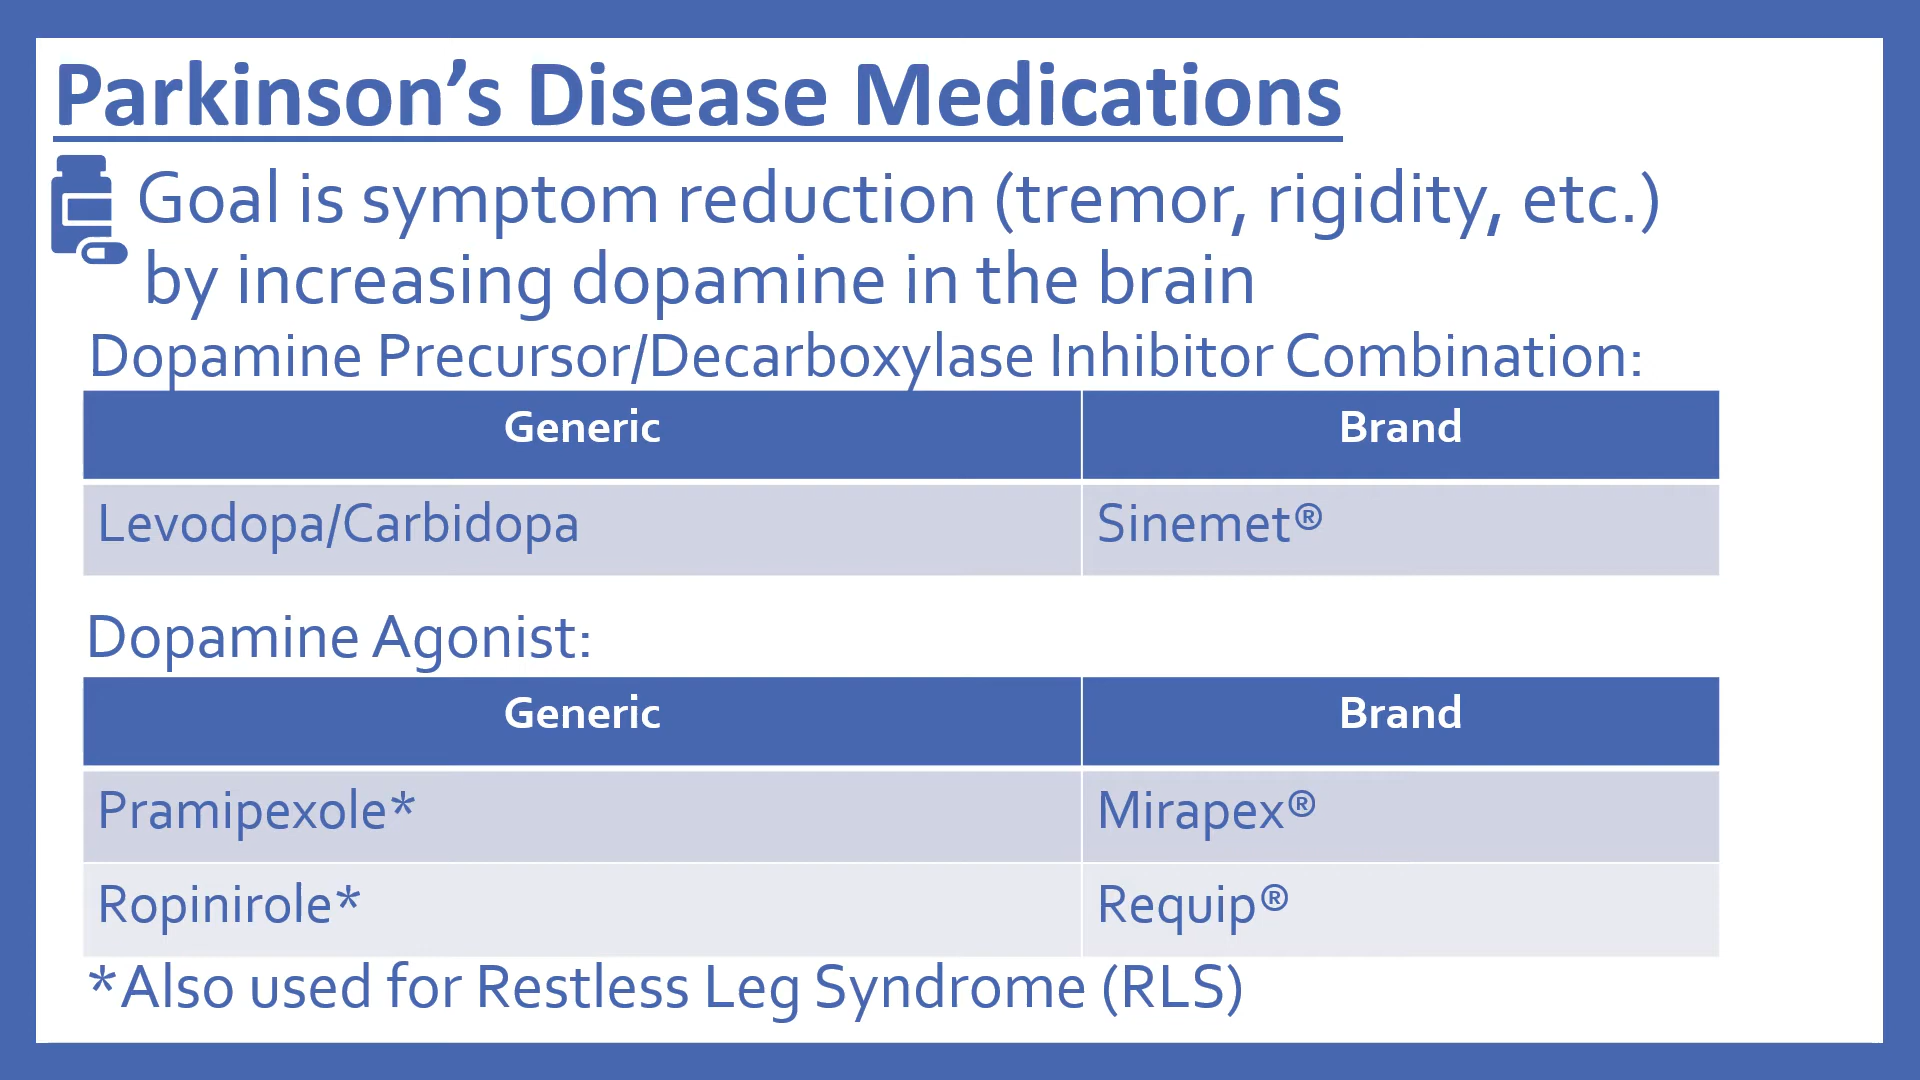 Parkinson’s Disease Medications
Goal is symptom reduction (tremor, rigidity, etc.)
by increasing dopamine in the brain
Dopamine Precursor/Decarboxylase Inhibitor Combination:
Generic Brand
Levodopa/Carbidopa Sinemet®
Dopamine Agonist:
Generic Brand
Pramipexole* Mirapex®
Ropinirole* Requip®
*Also used for Restless Leg Syndrome (RLS)